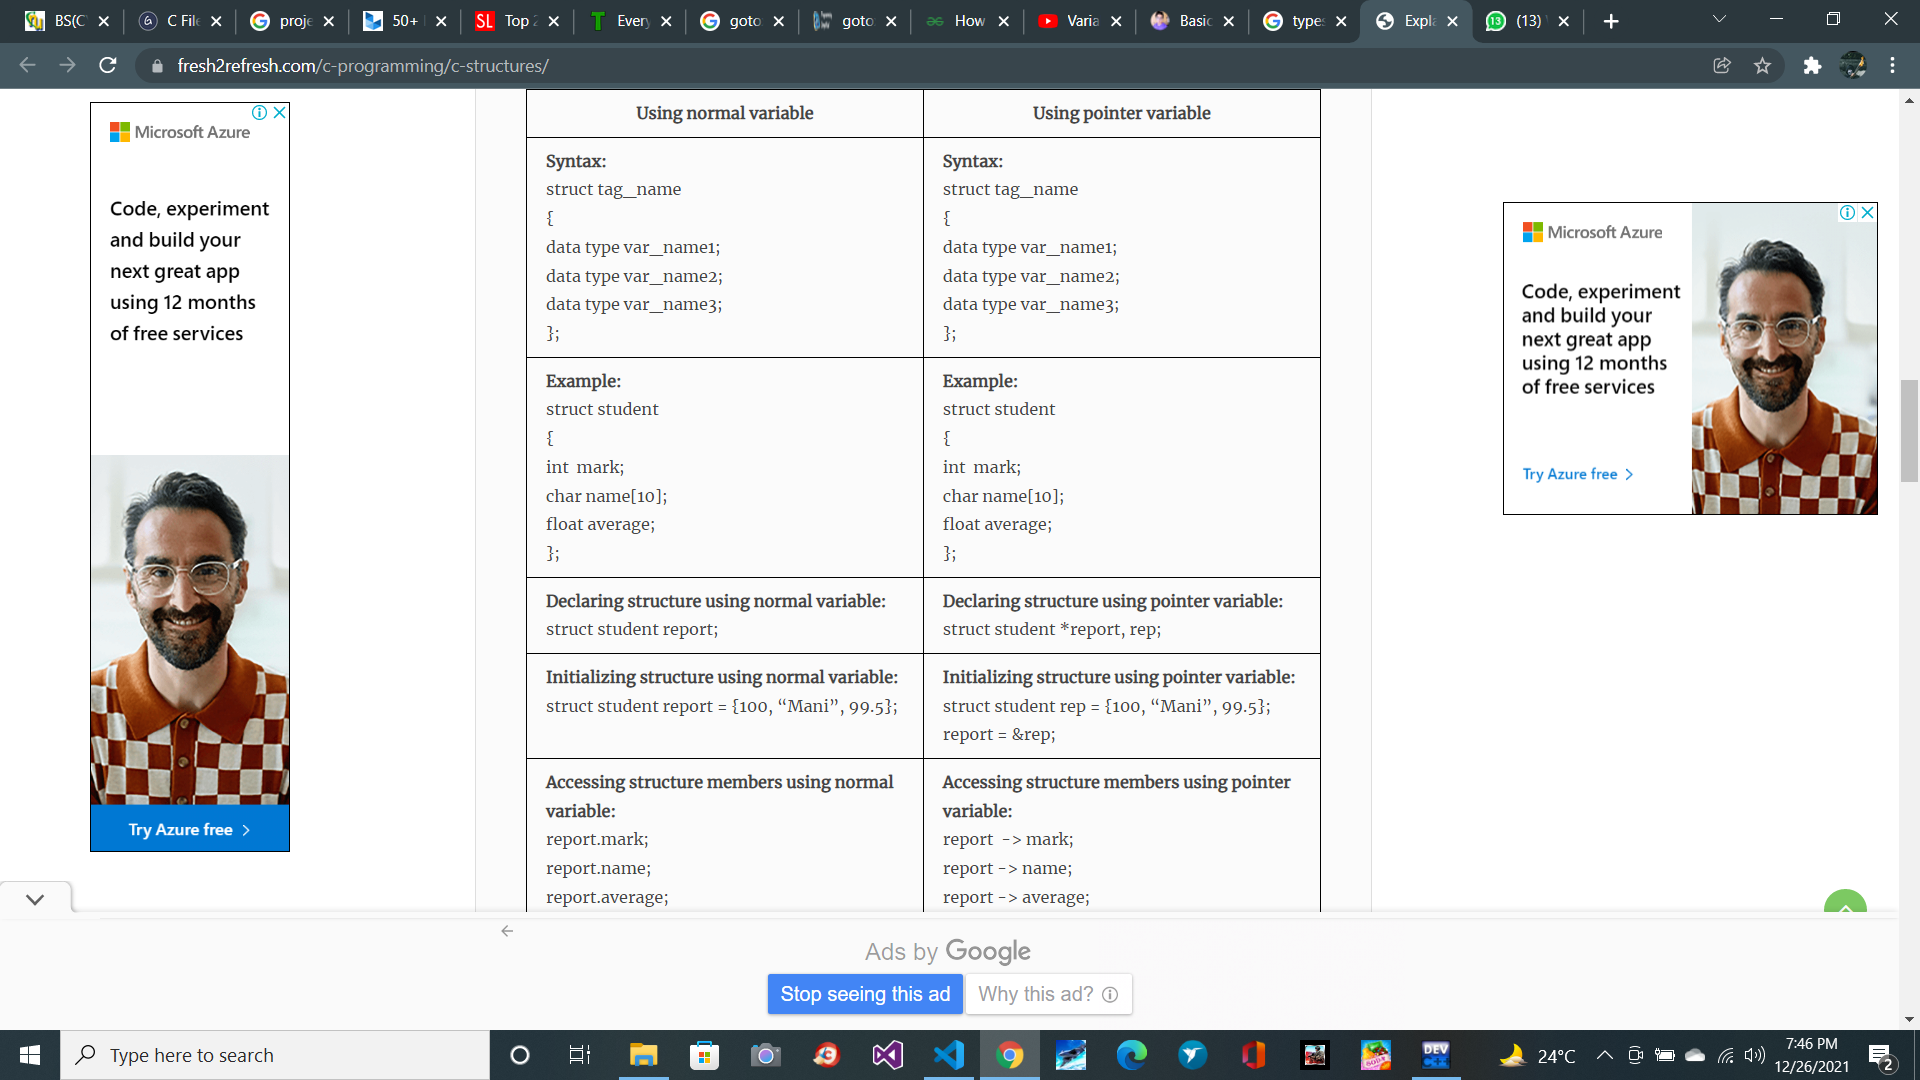 BS(C
C File
proje
50+
Top 2
Every
goto
goto
How
Varia
Basic
types
Expla
(13)
fresh2refresh.com/c-programming/c-structures/
Microsoft Azure
Code, experiment
and build your
next great app
using 12 months
of free services
Try Azure free
Using normal variable
Using pointer variable
Syntax:
struct tag_name
{
data type var_name1;
data type var_name2;
data type var_name3;
};
Syntax:
struct tag_name
{
data type var_name1;
data type var_name2;
data type var_name3;
};
Example:
struct student
{
int mark;
char name[10];
float average;
};
Example:
struct student
{
int mark;
char name[10];
float average;
};
Declaring structure using normal variable:
struct student report;
Declaring structure using pointer variable:
struct student *report, rep;
Initializing structure using normal variable:
struct student report = {100, “Mani”, 99.5};
Initializing structure using pointer variable:
struct student rep = {100, “Mani”, 99.5};
report = &rep;
Accessing structure members using normal
variable:
report.mark;
report.name;
report.average;
Accessing structure members using pointer
variable:
report -> mark;
report -> name;
report -> average;
Microsoft Azure
Code, experiment
and build your
next great app
using 12 months
of free services
Try Azure free
Ads by Google
Stop seeing this ad
Why this ad?
Type here to search
DEV
C++
24°C
7:46 PM
12/26/2021
2